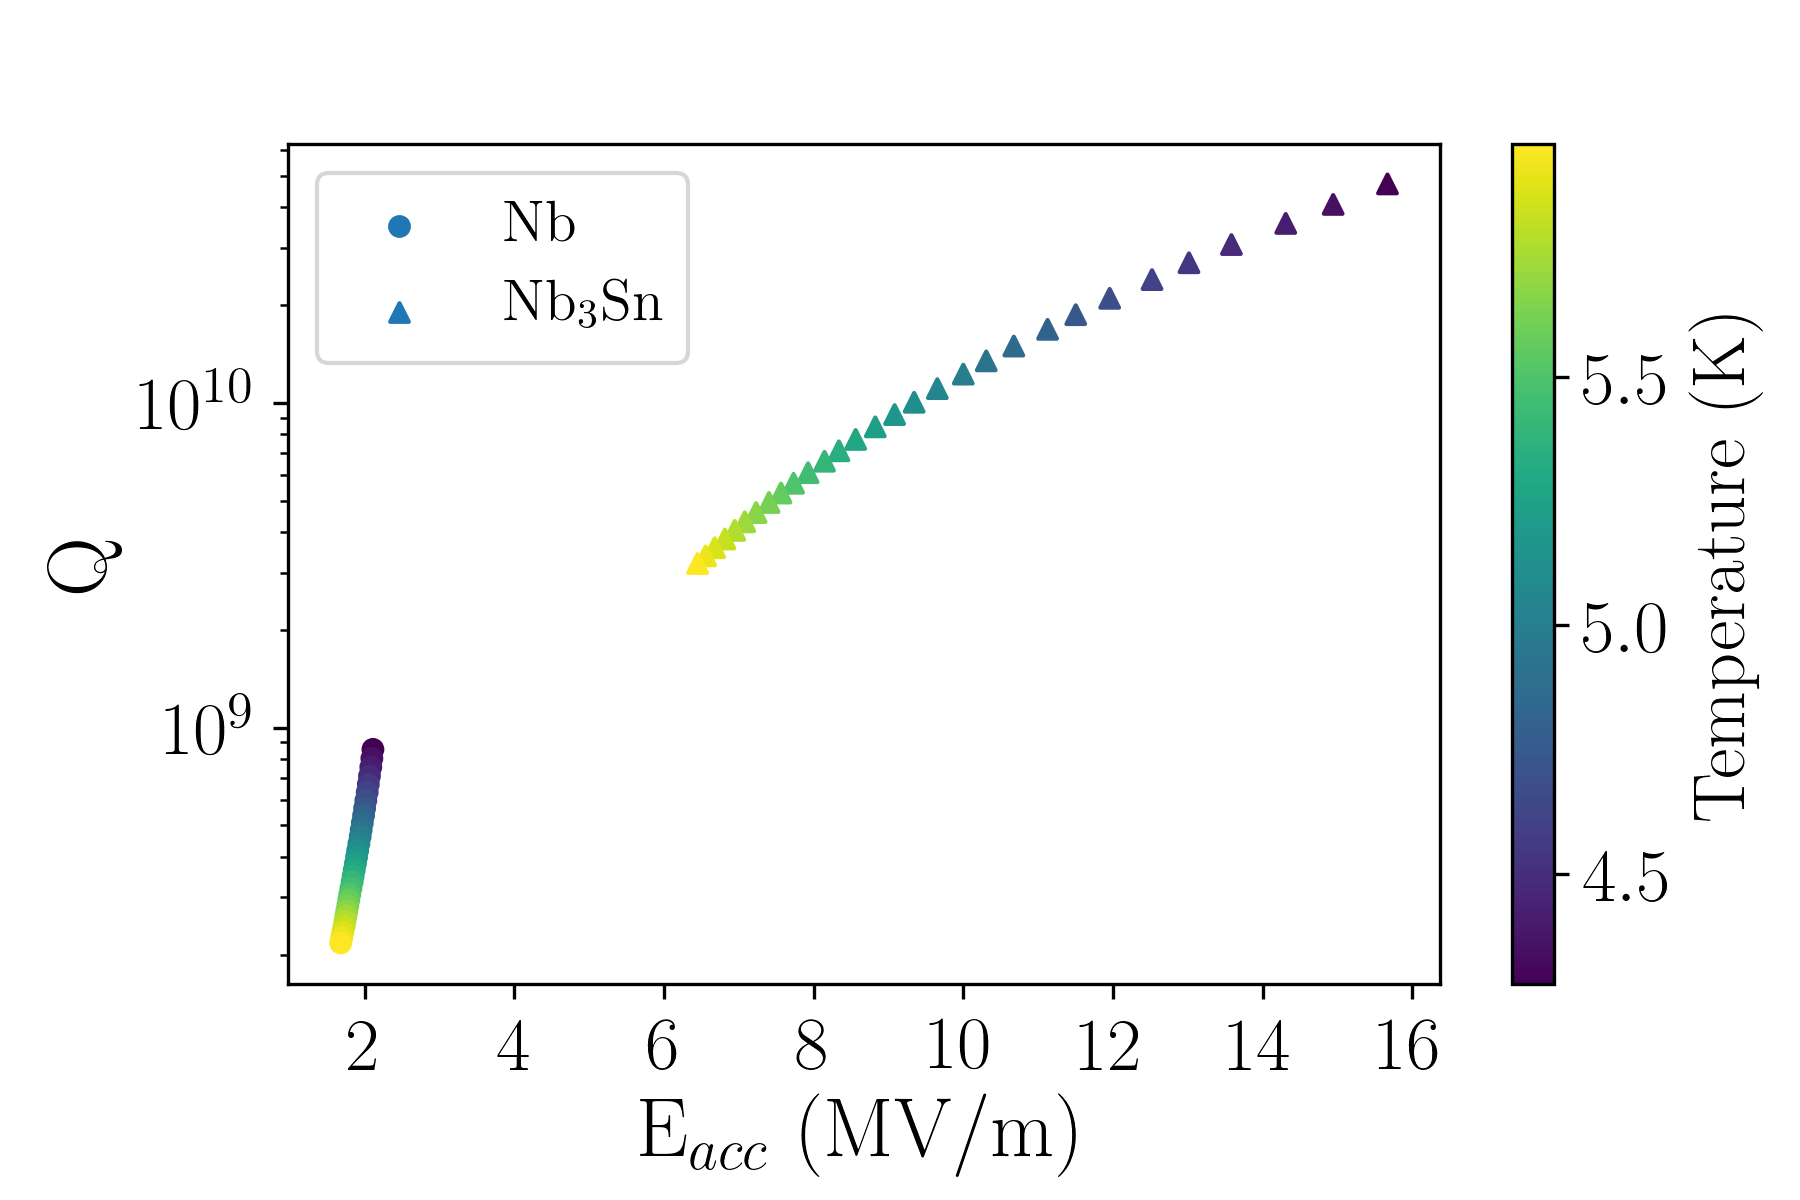 Nb
Nb₃Sn
10¹⁰
10⁹
Q
2 4 6 8 10 12 14 16
E_acc (MV/m)
5.5
5.0
4.5
Temperature (K)